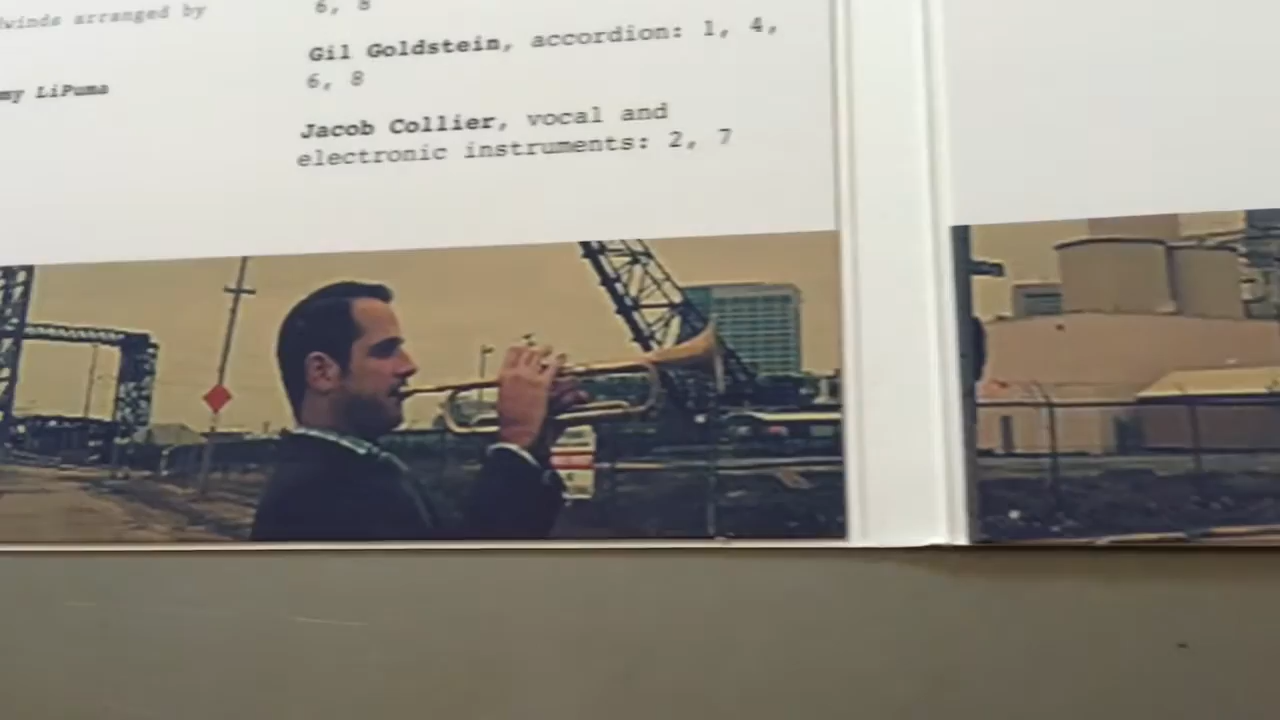 winds arranged by
my LiPuma
6, 8
Gil Goldstein, accordion: 1, 4,
6, 8
Jacob Collier, vocal and
electronic instruments: 2, 7